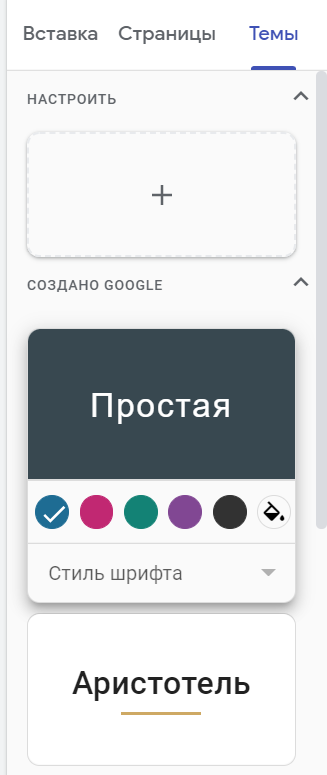 Вставка Страницы Темы
НАСТРОИТЬ
СОЗДАНО GOOGLE
Простая
Стиль шрифта
Аристотель